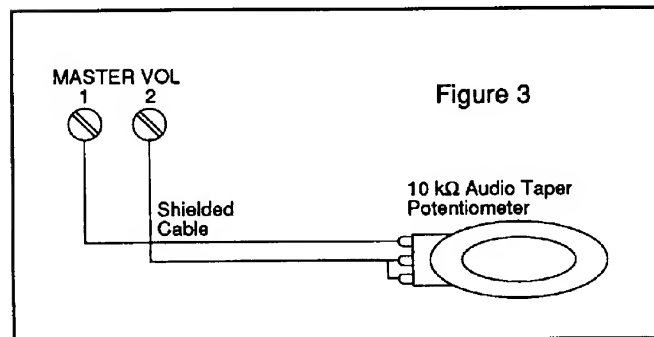 MASTER VOL
1 2
Figure 3
10 kΩ Audio Taper
Potentiometer
Shielded
Cable